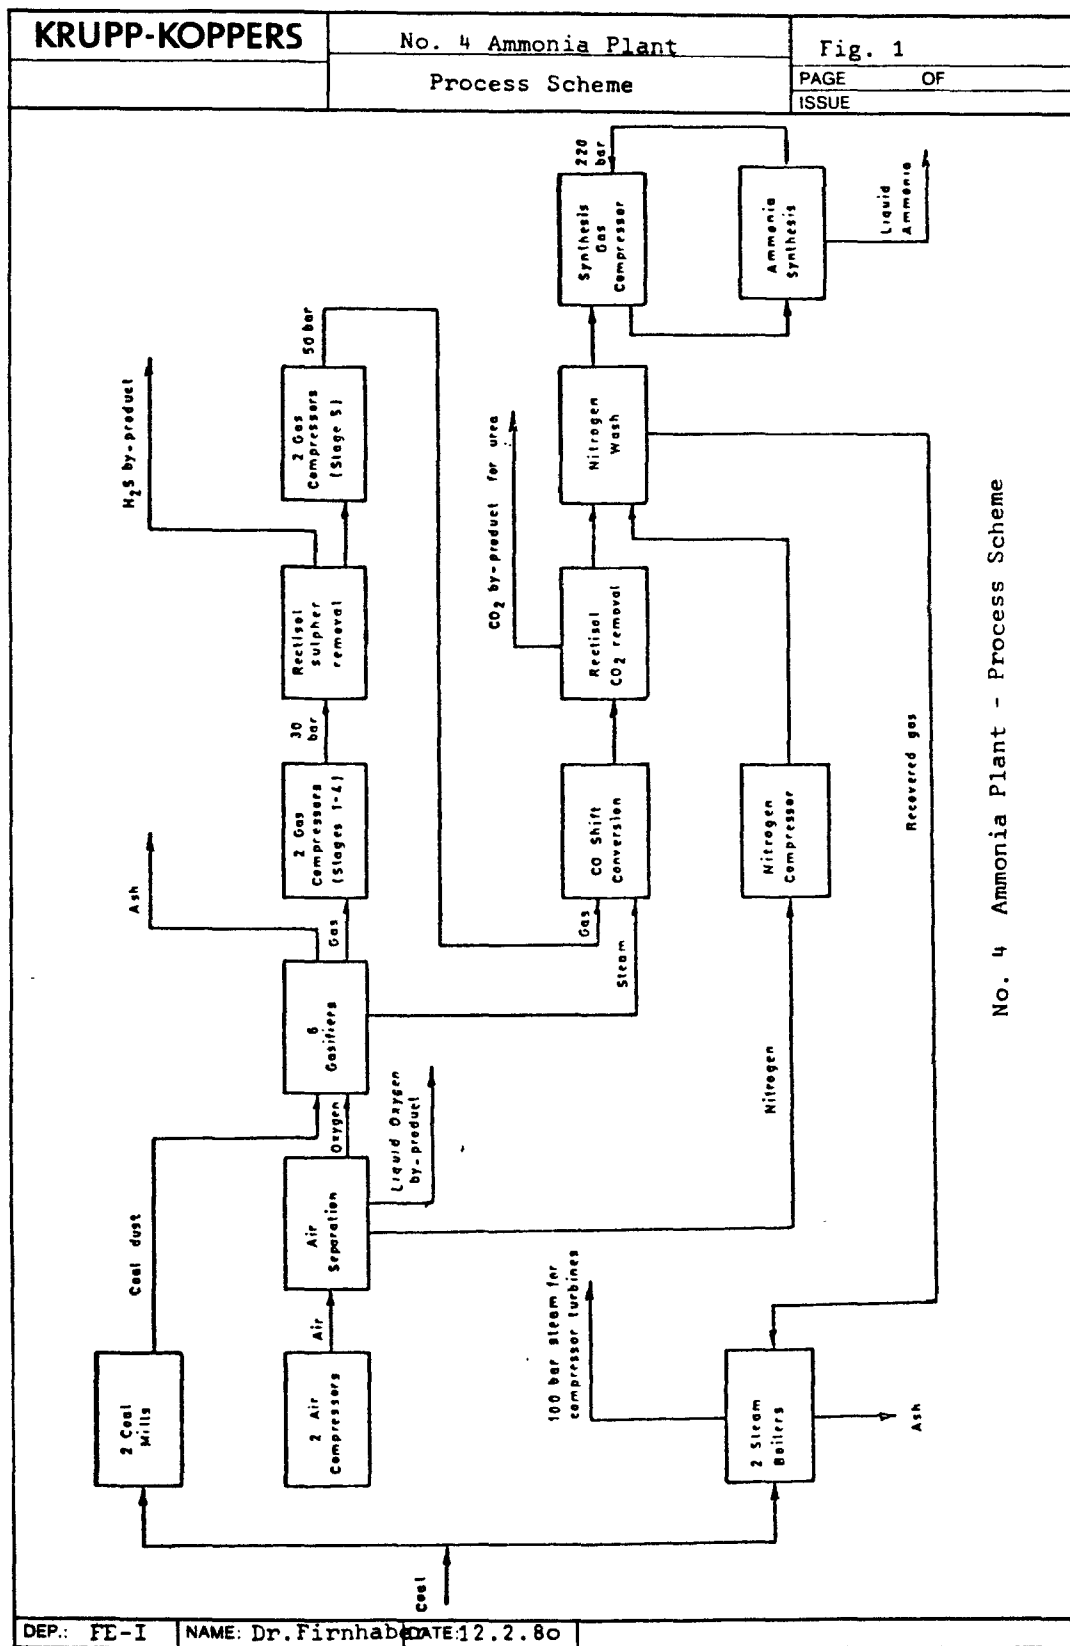 KRUPP-KOPPERS
No. 4 Ammonia Plant
Process Scheme
Fig. 1
PAGE OF
ISSUE
Coal
2 Coal
Mills
Coal dust
2 Air
Compressors
Air
Air
Separation
Oxygen
Liquid Oxygen
by-product
6
Gasifiers
Ash
Gas
2 Gas
Compressors
(Stages 1-4)
30
bar
Rectisol
sulpher
removal
H2S by-product
2 Gas
Compressors
(Stage 5)
50 bar
Gas
Steam
CO Shift
Conversion
Rectisol
CO2 removal
CO2 by-product for urea
Nitrogen
Wash
Synthesis
Gas
Compressor
220
bar
Ammonia
Synthesis
Liquid
Ammonia
Nitrogen
Nitrogen
Compressor
Recovered gas
2 Steam
Boilers
100 bar steam for
compressor turbines
Ash
No. 4 Ammonia Plant - Process Scheme
DEP.: FE-I NAME: Dr.Firnhaber DATE:12.2.80